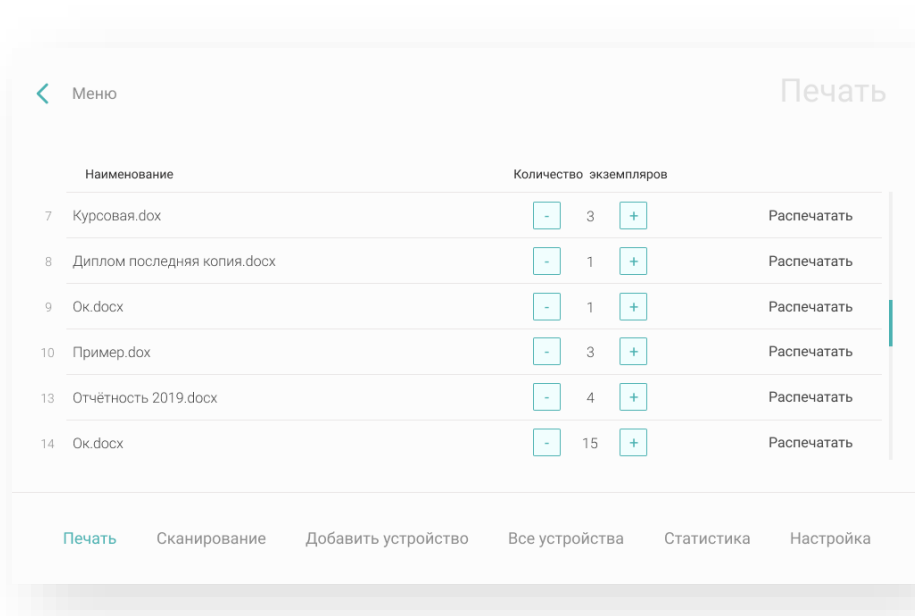 Меню
Печать
Наименование Количество экземпляров
7 Курсовая.dox - 3 + Распечатать
8 Диплом последняя копия.docx - 1 + Распечатать
9 Ок.docx - 1 + Распечатать
10 Пример.dox - 3 + Распечатать
13 Отчётность 2019.docx - 4 + Распечатать
14 Ок.docx - 15 + Распечатать
Печать Сканирование Добавить устройство Все устройства Статистика Настройка